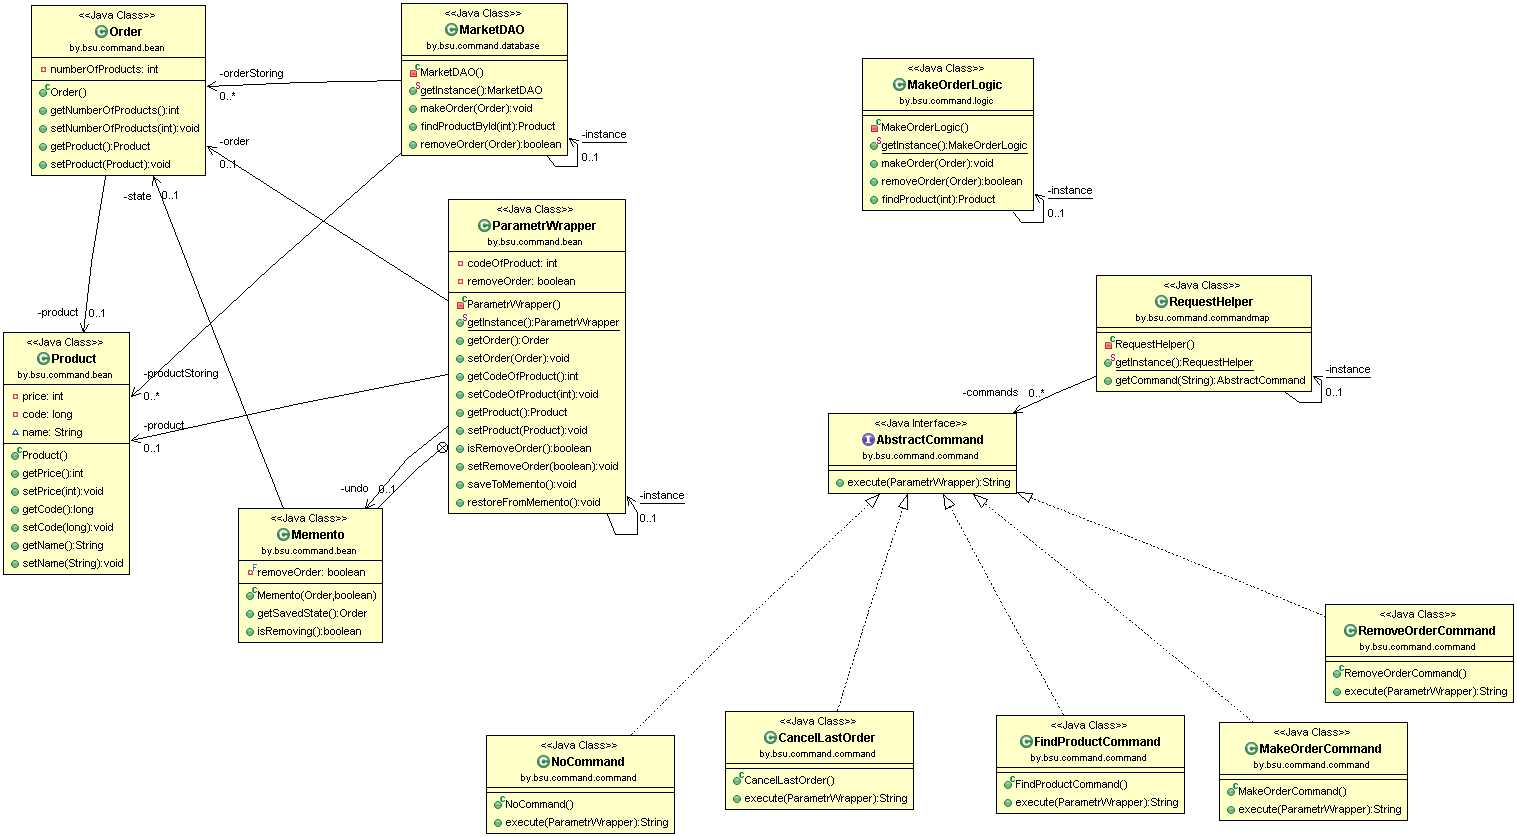 <<Java Class>>
Order
by.bsu.command.bean
numberOfProducts: int
Order()
getNumberOfProducts():int
setNumberOfProducts(int):void
getProduct():Product
setProduct(Product):void
<<Java Class>>
MarketDAO
by.bsu.command.database
MarketDAO()
getInstance():MarketDAO
makeOrder(Order):void
findProductById(int):Product
removeOrder(Order):boolean
-orderStoring
0..*
-instance
0..1
-order
0..1
-state
0..1
<<Java Class>>
MakeOrderLogic
by.bsu.command.logic
MakeOrderLogic()
getInstance():MakeOrderLogic
makeOrder(Order):void
removeOrder(Order):boolean
findProduct(int):Product
-instance
0..1
<<Java Class>>
ParametrWrapper
by.bsu.command.bean
codeOfProduct: int
removeOrder: boolean
ParametrWrapper()
getInstance():ParametrWrapper
getOrder():Order
setOrder(Order):void
getCodeOfProduct():int
setCodeOfProduct(int):void
getProduct():Product
setProduct(Product):void
isRemoveOrder():boolean
setRemoveOrder(boolean):void
saveToMemento():void
restoreFromMemento():void
-instance
0..1
-product
0..1
<<Java Class>>
Product
by.bsu.command.bean
price: int
code: long
name: String
Product()
getPrice():int
setPrice(int):void
getCode():long
setCode(long):void
getName():String
setName(String):void
-productStoring
0..*
-product
0..1
-undo
0..1
<<Java Class>>
Memento
by.bsu.command.bean
removeOrder: boolean
Memento(Order,boolean)
getSavedState():Order
isRemoving():boolean
<<Java Class>>
RequestHelper
by.bsu.command.commandmap
RequestHelper()
getInstance():RequestHelper
getCommand(String):AbstractCommand
-instance
0..1
-commands
0..*
<<Java Interface>>
AbstractCommand
by.bsu.command.command
execute(ParametrWrapper):String
<<Java Class>>
RemoveOrderCommand
by.bsu.command.command
RemoveOrderCommand()
execute(ParametrWrapper):String
<<Java Class>>
NoCommand
by.bsu.command.command
NoCommand()
execute(ParametrWrapper):String
<<Java Class>>
CancelLastOrder
by.bsu.command.command
CancelLastOrder()
execute(ParametrWrapper):String
<<Java Class>>
FindProductCommand
by.bsu.command.command
FindProductCommand()
execute(ParametrWrapper):String
<<Java Class>>
MakeOrderCommand
by.bsu.command.command
MakeOrderCommand()
execute(ParametrWrapper):String